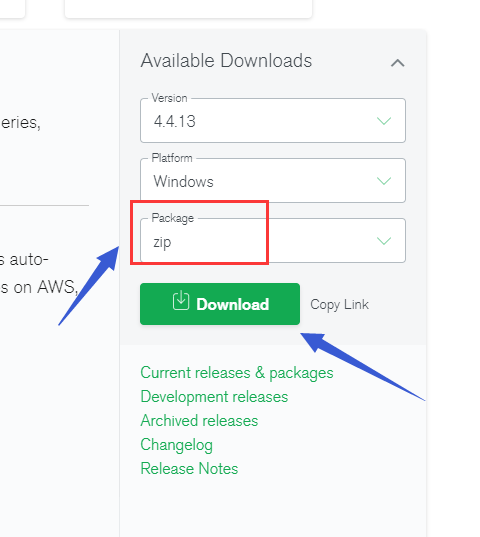 eries,
s auto-
s on AWS,
Available Downloads
Version
4.4.13
Platform
Windows
Package
zip
Download
Copy Link
Current releases & packages
Development releases
Archived releases
Changelog
Release Notes